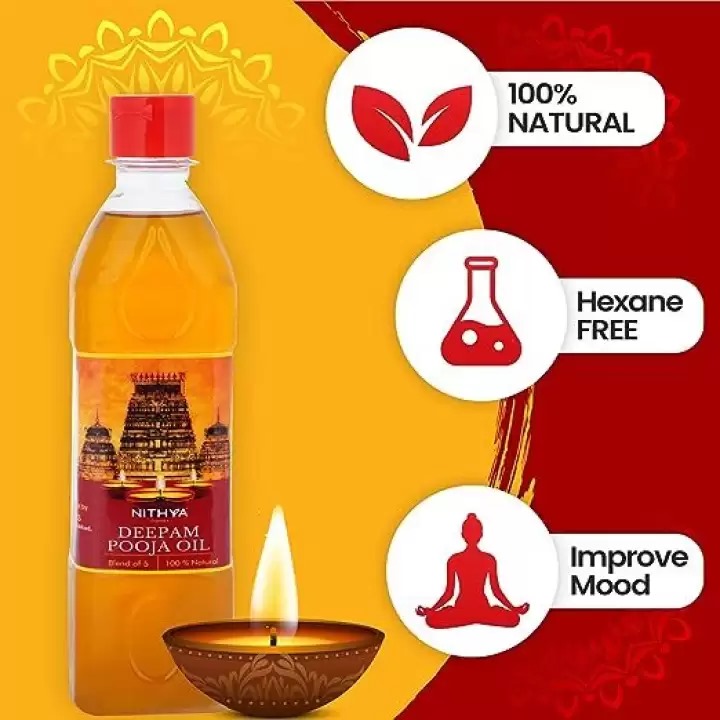 100%
NATURAL
Hexane
FREE
Improve
Mood
NITHYA
DEEPAM
POOJA OIL
Blend of 5 | 100% Natural